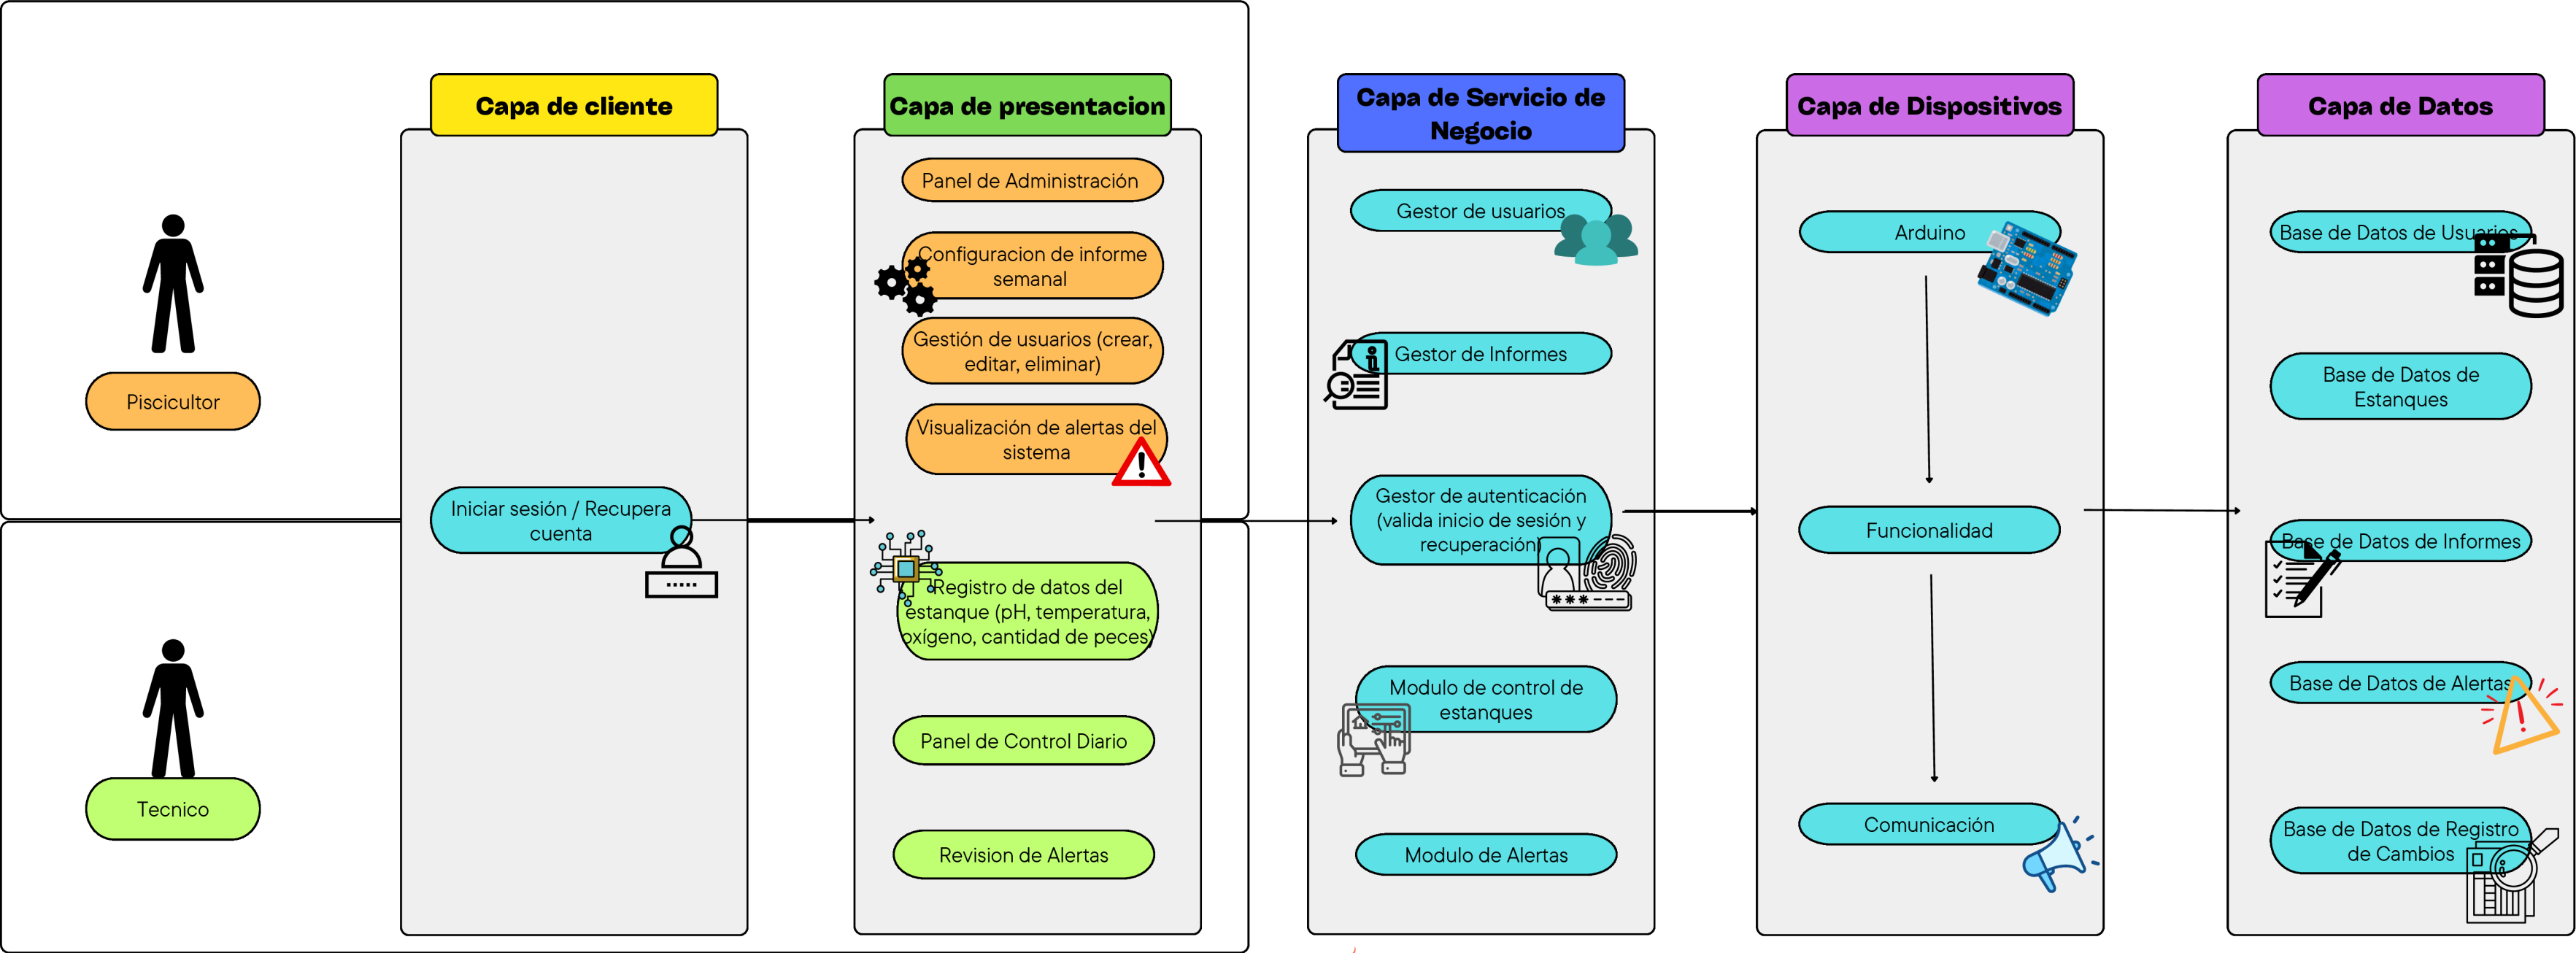 Piscicultor
Tecnico
Capa de cliente
Iniciar sesión / Recupera
cuenta
Capa de presentacion
Panel de Administración
Configuracion de informe
semanal
Gestión de usuarios (crear,
editar, eliminar)
Visualización de alertas del
sistema
Registro de datos del
estanque (pH, temperatura,
oxígeno, cantidad de peces)
Panel de Control Diario
Revision de Alertas
Capa de Servicio de
Negocio
Gestor de usuarios
Gestor de Informes
Gestor de autenticación
(valida inicio de sesión y
recuperación)
Modulo de control de
estanques
Modulo de Alertas
Capa de Dispositivos
Arduino
Funcionalidad
Comunicación
Capa de Datos
Base de Datos de Usuarios
Base de Datos de
Estanques
Base de Datos de Informes
Base de Datos de Alertas
Base de Datos de Registro
de Cambios